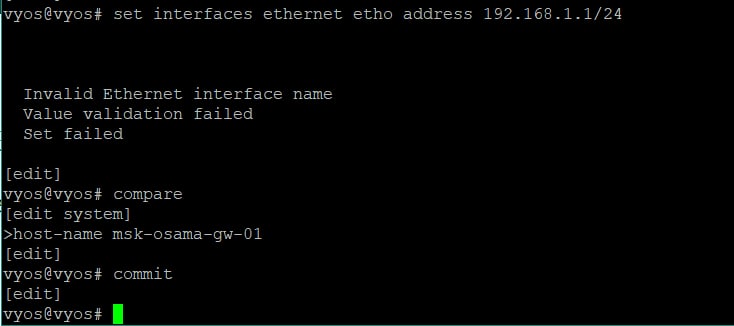 vyos@vyos# set interfaces ethernet etho address 192.168.1.1/24
Invalid Ethernet interface name
Value validation failed
Set failed
[edit]
vyos@vyos# compare
[edit system]
>host-name msk-osama-gw-01
[edit]
vyos@vyos# commit
[edit]
vyos@vyos#